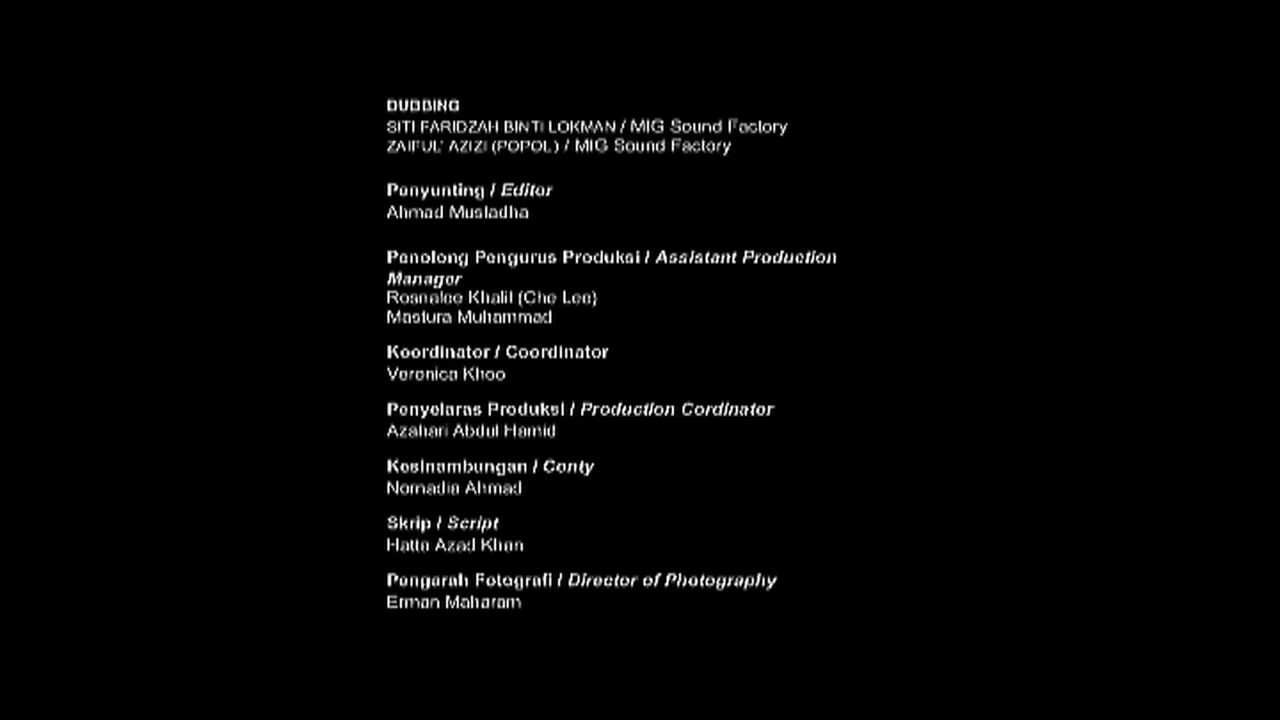 DUBBING
SITI FARIDZAH BINTI LOKMAN / MIG Sound Factory
ZAIFUL' AZIZI (POPOL) / MIG Sound Factory
Penyunting / Editor
Ahmad Mustadha
Penolong Pengurus Produksi / Assistant Production
Manager
Rosnalee Khalil (Che Lee)
Mastura Muhammad
Koordinator / Coordinator
Veronica Khoo
Penyelaras Produksi / Production Cordinator
Azahari Abdul Hamid
Kesinambungan / Conty
Nornadia Ahmad
Skrip / Script
Hatta Azad Khan
Pengarah Fotografi / Director of Photography
Erman Maharam